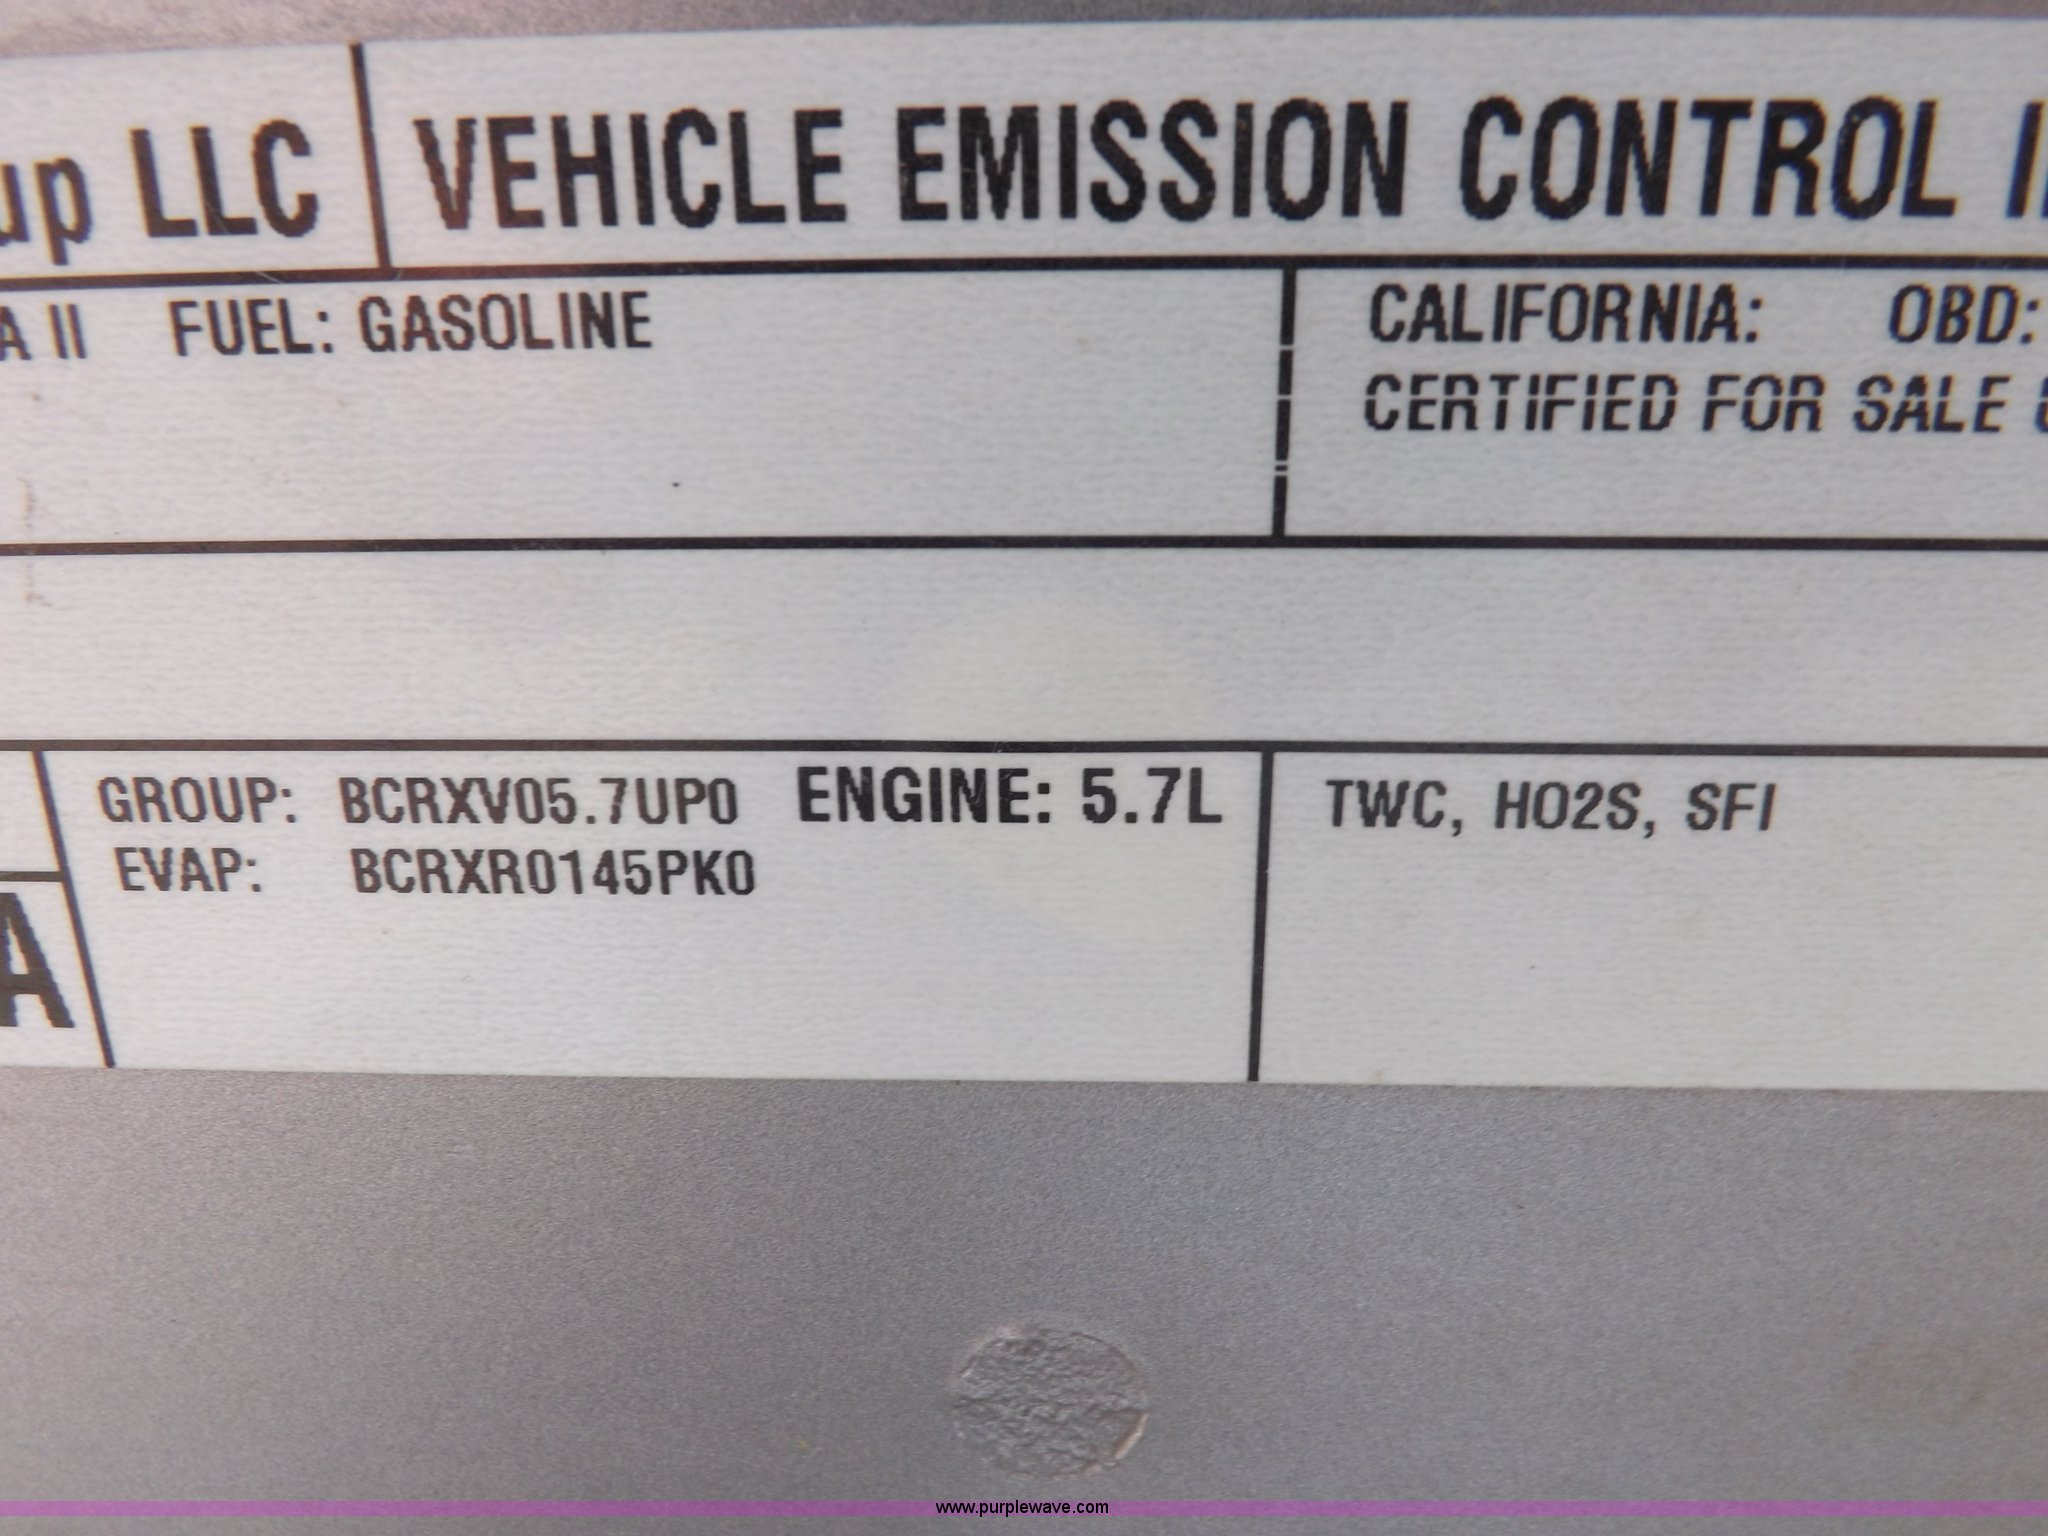 up LLC
VEHICLE EMISSION CONTROL
A II FUEL: GASOLINE
CALIFORNIA: OBD:
CERTIFIED FOR SALE
GROUP: BCRXV05.7UP0 ENGINE: 5.7L
EVAP: BCRXR0145PK0
TWC, HO2S, SFI
A
www.purplewave.com